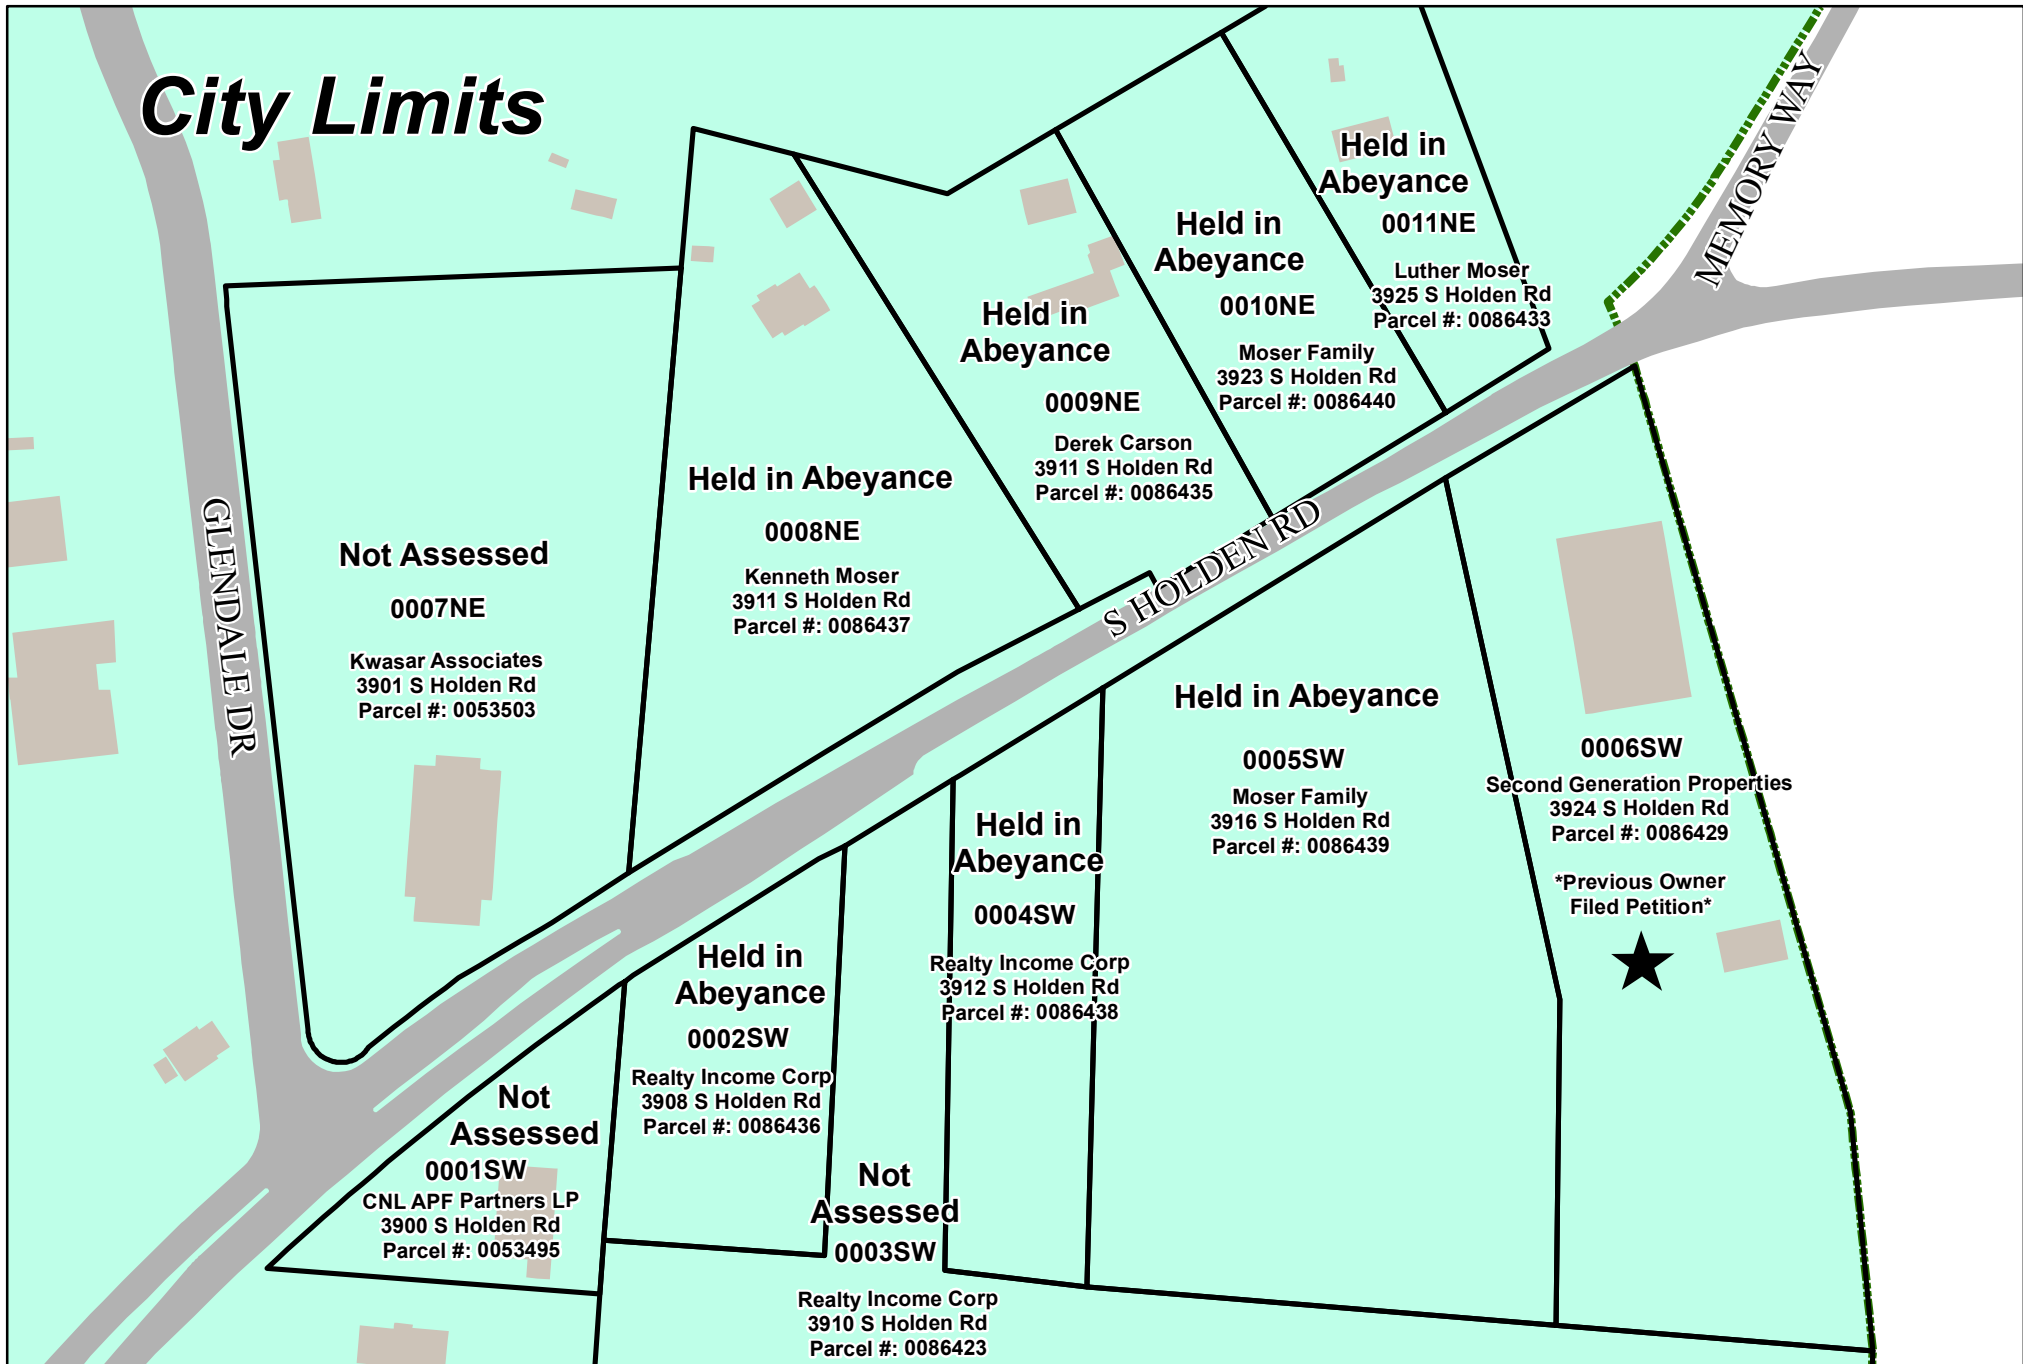 City Limits
MEMORY WAY
Held in
Abeyance
0011NE
Luther Moser
3925 S Holden Rd
Parcel #: 0086433
Held in
Abeyance
0010NE
Moser Family
3923 S Holden Rd
Parcel #: 0086440
Held in
Abeyance
0009NE
Derek Carson
3911 S Holden Rd
Parcel #: 0086435
Held in Abeyance
0008NE
Kenneth Moser
3911 S Holden Rd
Parcel #: 0086437
Not Assessed
0007NE
Kwasar Associates
3901 S Holden Rd
Parcel #: 0053503
GLENDALE DR
S HOLDEN RD
Held in Abeyance
0005SW
Moser Family
3916 S Holden Rd
Parcel #: 0086439
0006SW
Second Generation Properties
3924 S Holden Rd
Parcel #: 0086429
*Previous Owner
Filed Petition*
Held in
Abeyance
0004SW
Realty Income Corp
3912 S Holden Rd
Parcel #: 0086438
Held in
Abeyance
0002SW
Realty Income Corp
3908 S Holden Rd
Parcel #: 0086436
Not
Assessed
0001SW
CNL APF Partners LP
3900 S Holden Rd
Parcel #: 0053495
Not
Assessed
0003SW
Realty Income Corp
3910 S Holden Rd
Parcel #: 0086423